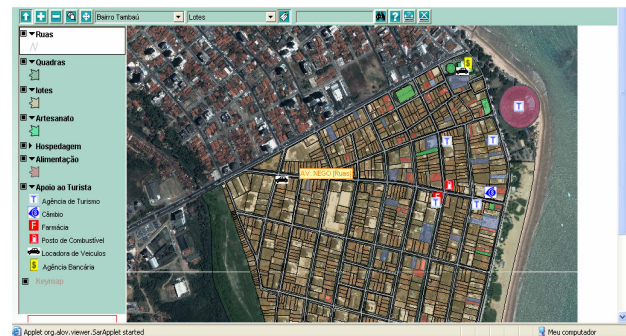 Bairro Tambaú Lotes
Ruas
Quadras
lotes
Artesanato
Hospedagem
Alimentação
Apoio ao Turista
T Agência de Turismo
Câmbio
F Farmácia
Posto de Combustível
Locadora de Veículos
$ Agência Bancária
Keymap
$
T
T
T
AV. NEGO [Ruas]
F
T
T
Applet org.alov.viewer.SarApplet started Meu computador